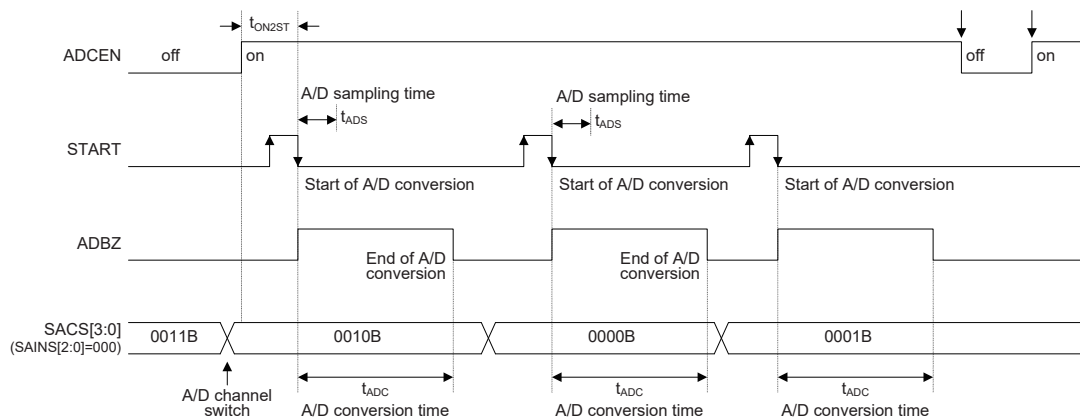 tON2ST
ADCEN
off
on
off
on
A/D sampling time
tADS
A/D sampling time
tADS
START
Start of A/D conversion
Start of A/D conversion
Start of A/D conversion
ADBZ
End of A/D
conversion
End of A/D
conversion
SACS[3:0]
(SAINS[2:0]=000)
0011B
0010B
0000B
0001B
A/D channel
switch
tADC
A/D conversion time
tADC
A/D conversion time
tADC
A/D conversion time